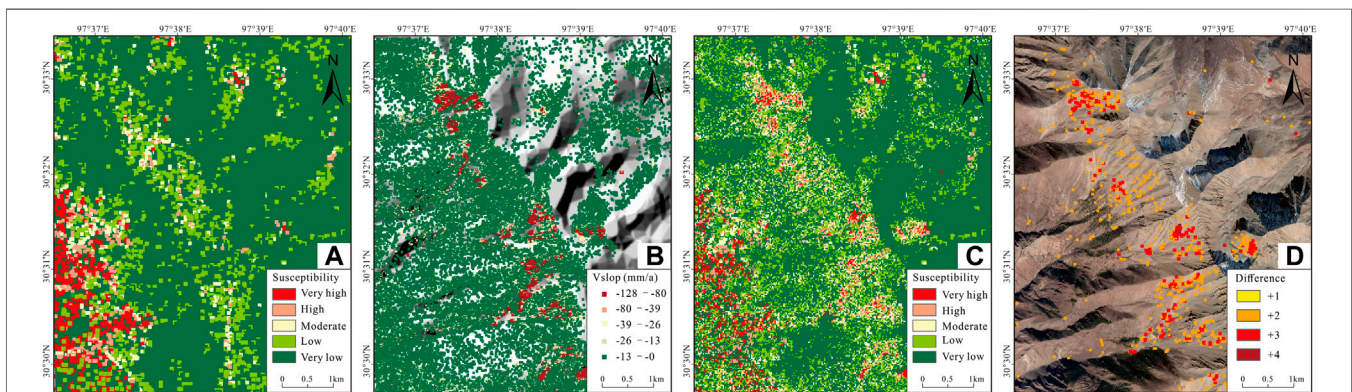 97°37'E 97°38'E 97°39'E 97°40'E
30°33'N
30°32'N
30°31'N
30°30'N
N
A
Susceptibility
Very high
High
Moderate
Low
Very low
0 0.5 1km
97°37'E 97°38'E 97°39'E 97°40'E
30°33'N
30°32'N
30°31'N
30°30'N
N
B
Vslop (mm/a)
-128 – -80
-80 – -39
-39 – -26
-26 – -13
-13 – -0
0 0.5 1km
97°37'E 97°38'E 97°39'E 97°40'E
30°33'N
30°32'N
30°31'N
30°30'N
N
C
Susceptibility
Very high
High
Moderate
Low
Very low
0 0.5 1km
97°37'E 97°38'E 97°39'E 97°40'E
30°33'N
30°32'N
30°31'N
30°30'N
N
D
Difference
+1
+2
+3
+4
0 0.5 1km